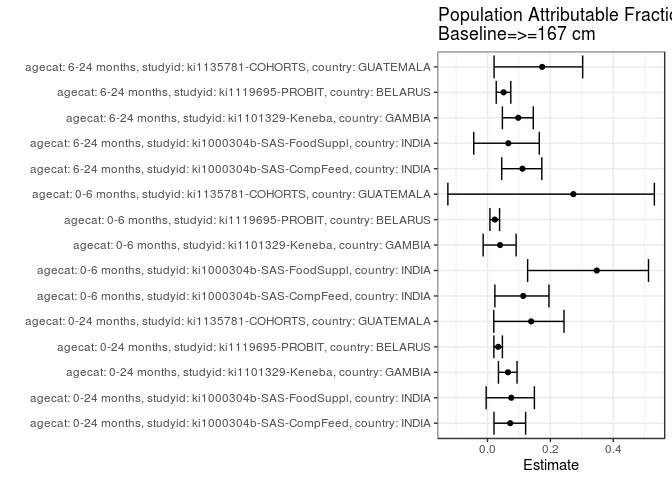 Population Attributable Fractio
Baseline=>=167 cm
agecat: 6-24 months, studyid: ki1135781-COHORTS, country: GUATEMALA
agecat: 6-24 months, studyid: ki1119695-PROBIT, country: BELARUS
agecat: 6-24 months, studyid: ki1101329-Keneba, country: GAMBIA
agecat: 6-24 months, studyid: ki1000304b-SAS-FoodSuppl, country: INDIA
agecat: 6-24 months, studyid: ki1000304b-SAS-CompFeed, country: INDIA
agecat: 0-6 months, studyid: ki1135781-COHORTS, country: GUATEMALA
agecat: 0-6 months, studyid: ki1119695-PROBIT, country: BELARUS
agecat: 0-6 months, studyid: ki1101329-Keneba, country: GAMBIA
agecat: 0-6 months, studyid: ki1000304b-SAS-FoodSuppl, country: INDIA
agecat: 0-6 months, studyid: ki1000304b-SAS-CompFeed, country: INDIA
agecat: 0-24 months, studyid: ki1135781-COHORTS, country: GUATEMALA
agecat: 0-24 months, studyid: ki1119695-PROBIT, country: BELARUS
agecat: 0-24 months, studyid: ki1101329-Keneba, country: GAMBIA
agecat: 0-24 months, studyid: ki1000304b-SAS-FoodSuppl, country: INDIA
agecat: 0-24 months, studyid: ki1000304b-SAS-CompFeed, country: INDIA
0.0 0.2 0.4
Estimate